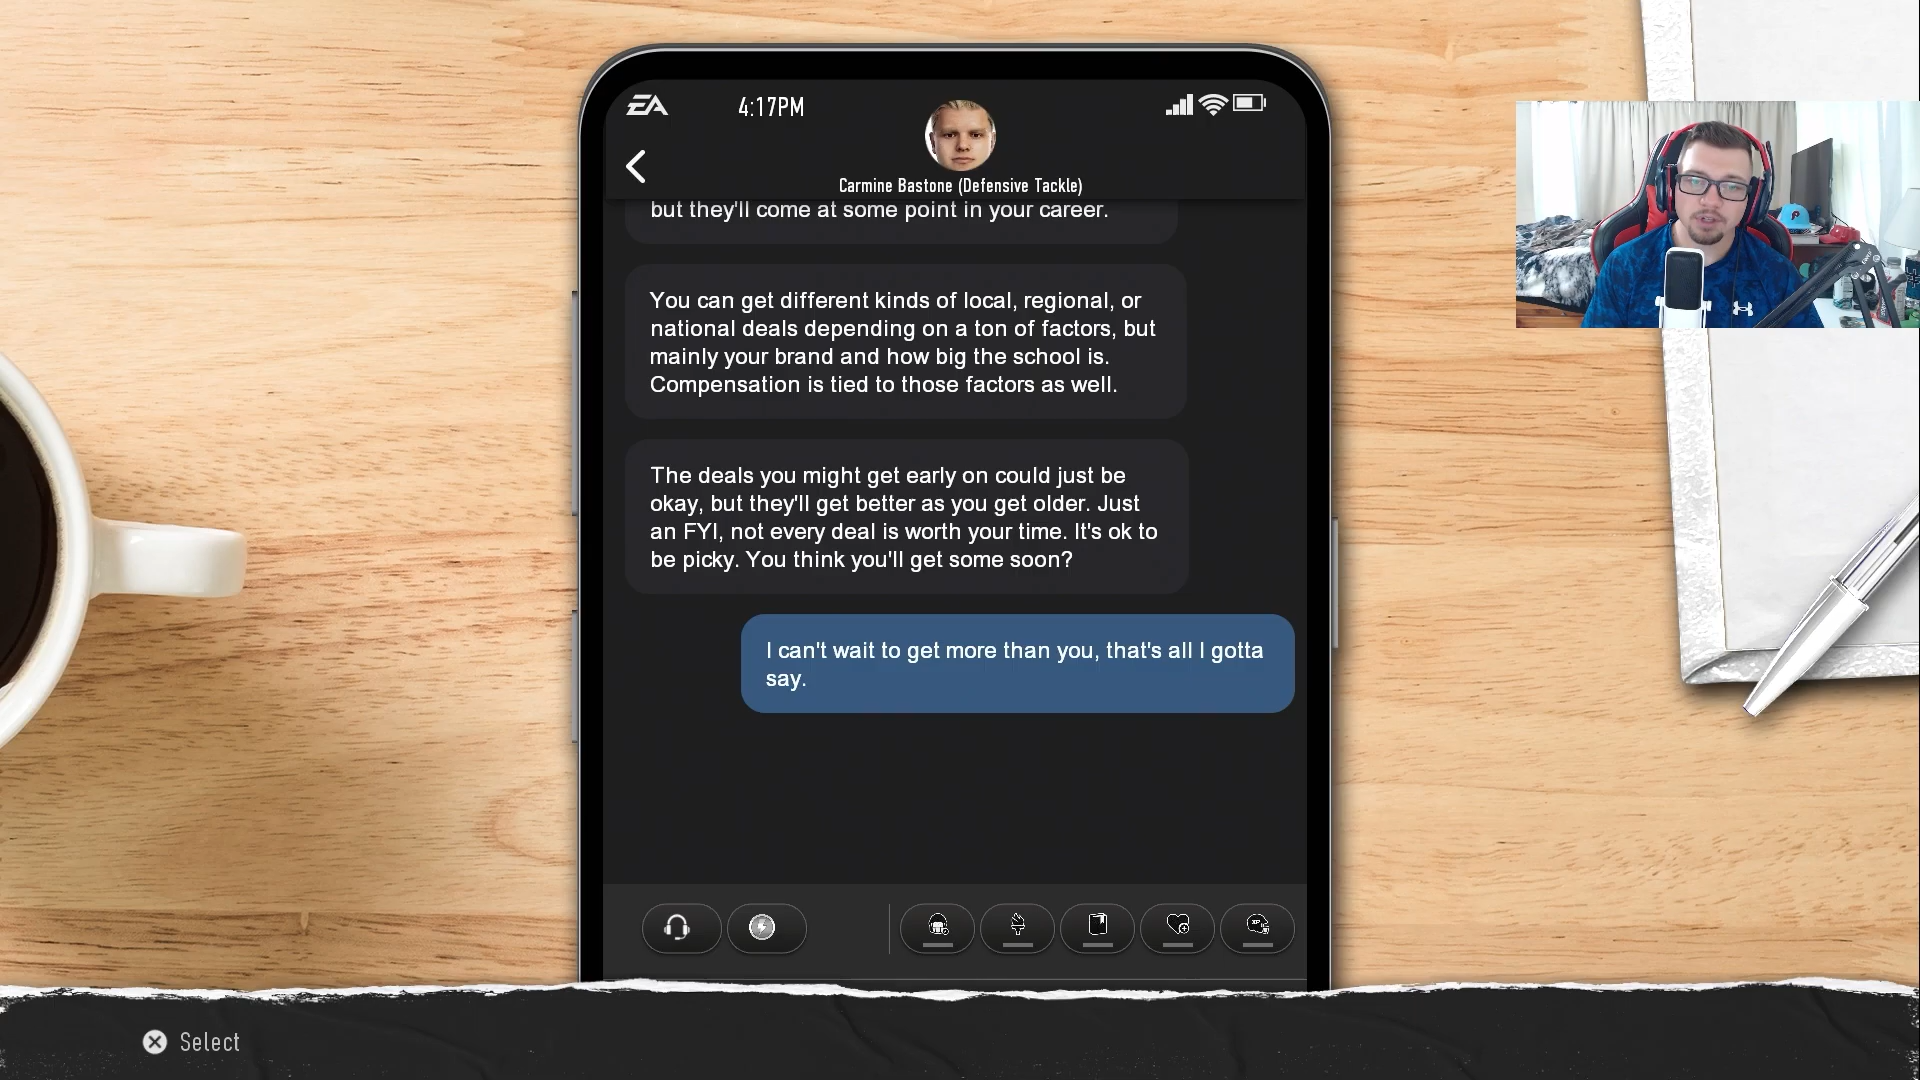 EA
4:17PM
Carmine Bastone (Defensive Tackle)
but they'll come at some point in your career.
You can get different kinds of local, regional, or
national deals depending on a ton of factors, but
mainly your brand and how big the school is.
Compensation is tied to those factors as well.
The deals you might get early on could just be
okay, but they'll get better as you get older. Just
an FYI, not every deal is worth your time. It's ok to
be picky. You think you'll get some soon?
I can't wait to get more than you, that's all I gotta
say.
XP
Select